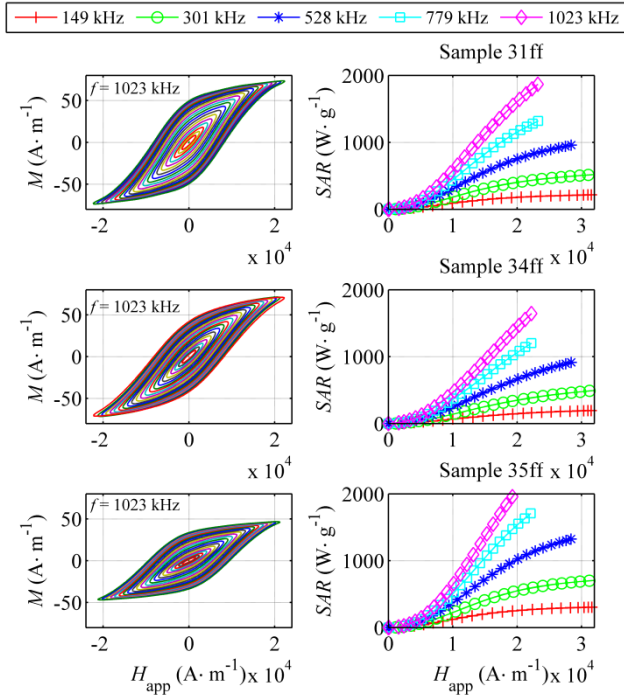 149 kHz 301 kHz 528 kHz 779 kHz 1023 kHz
Sample 31ff
f = 1023 kHz
M (A· m⁻¹)
50
0
-50
-2 0 2
x 10⁴
SAR (W· g⁻¹)
2000
1000
0
0 1 2 3
x 10⁴
Sample 34ff
f = 1023 kHz
M (A· m⁻¹)
50
0
-50
-2 0 2
x 10⁴
SAR (W· g⁻¹)
2000
1000
0
0 1 2 3
x 10⁴
Sample 35ff
f = 1023 kHz
M (A· m⁻¹)
50
0
-50
-2 0 2
H_app (A· m⁻¹) x 10⁴
SAR (W· g⁻¹)
2000
1000
0
0 1 2 3
H_app (A· m⁻¹) x 10⁴